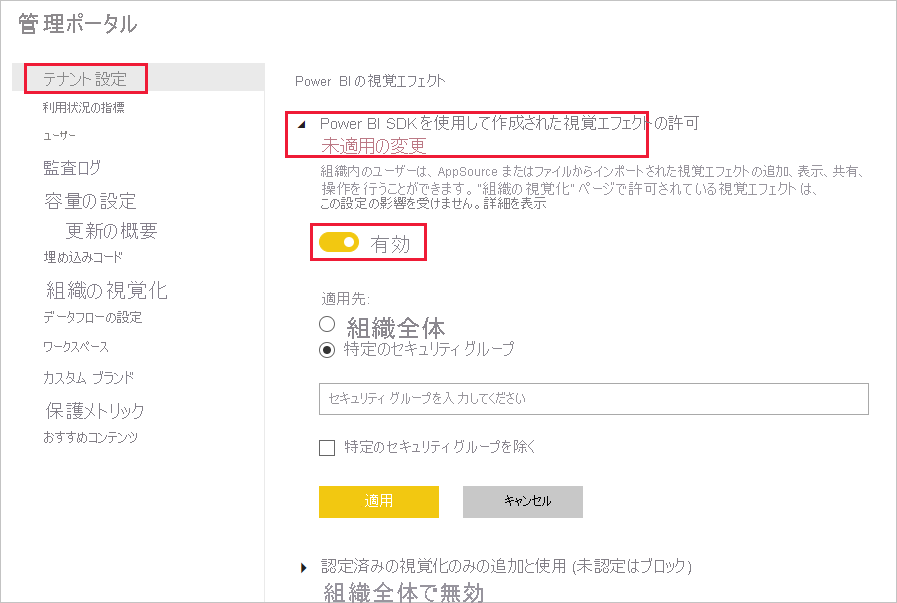 管理ポータル
テナント設定
利用状況の指標
ユーザー
監査ログ
容量の設定
更新の概要
埋め込みコード
組織の視覚化
データフローの設定
ワークスペース
カスタム ブランド
保護メトリック
おすすめコンテンツ
Power BIの視覚エフェクト
Power BI SDKを使用して作成された視覚エフェクトの許可
未適用の変更
組織内のユーザーは、AppSource またはファイルからインポートされた視覚エフェクトの追加、表示、共有、
操作を行うことができます。"組織の視覚化" ページで許可されている視覚エフェクトは、
この設定の影響を受けません。詳細を表示
有効
適用先:
組織全体
特定のセキュリティ グループ
セキュリティ グループを入力してください
特定のセキュリティ グループを除く
適用
キャンセル
認定済みの視覚化のみの追加と使用 (未認定はブロック)
組織全体で無効